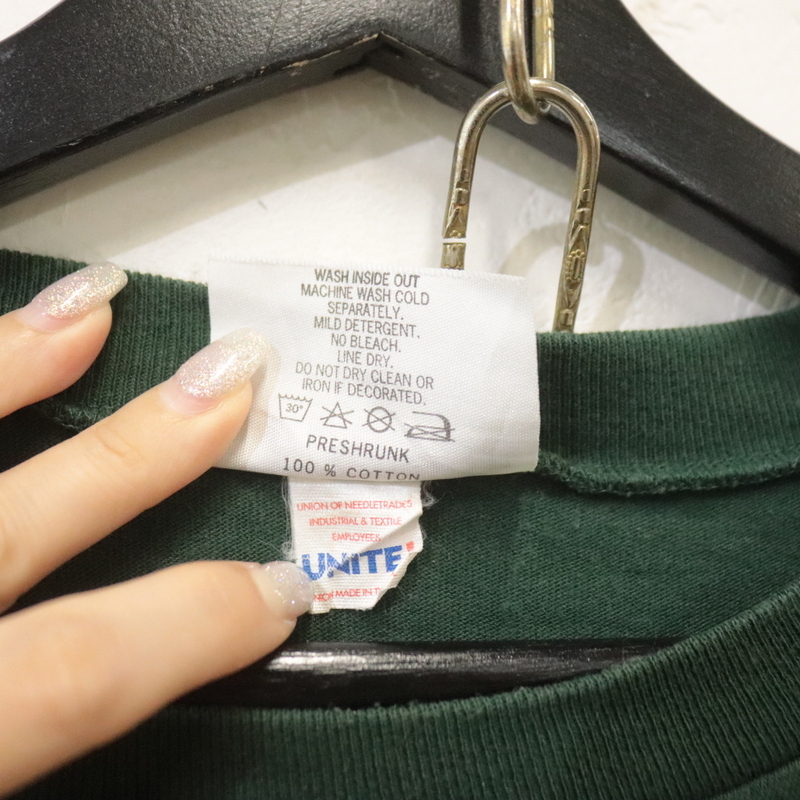 WASH INSIDE OUT
MACHINE WASH COLD
SEPARATELY.
MILD DETERGENT.
NO BLEACH.
LINE DRY.
DO NOT DRY CLEAN OR
IRON IF DECORATED.
30°
PRESHRUNK
100 % COTTON
UNION OF NEEDLETRADES
INDUSTRIAL & TEXTILE
EMPLOYEES
UNITE
MADE IN